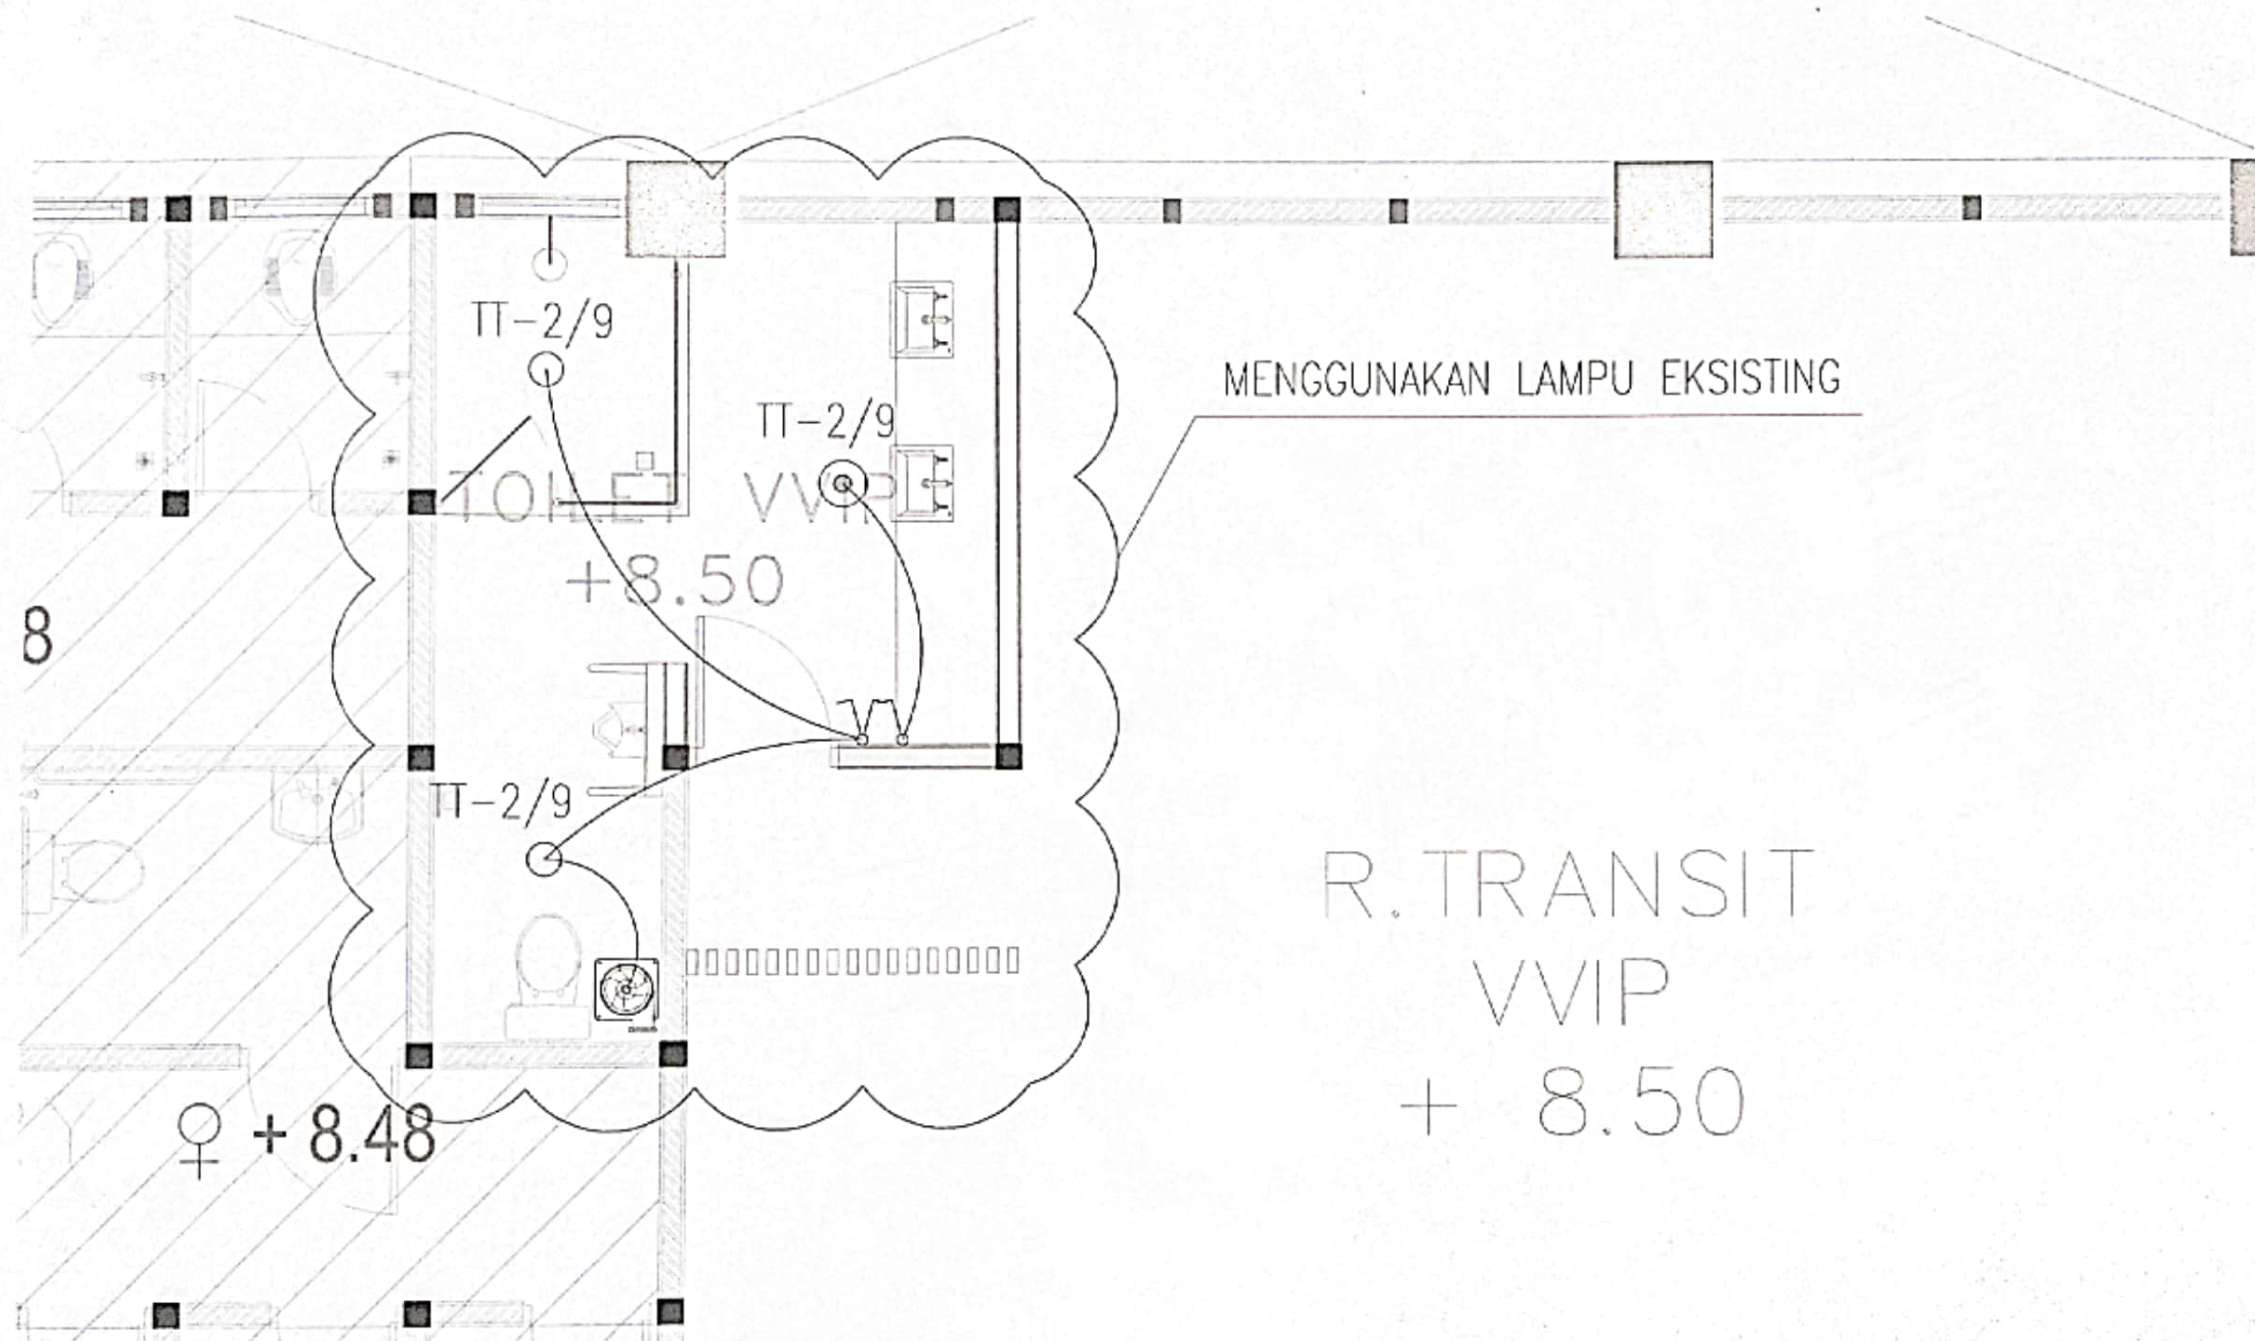 TT-2/9
MENGGUNAKAN LAMPU EKSISTING
TT-2/9
TOILET VVIP
+8.50
8
TT-2/9
R.TRANSIT
VVIP
+ 8.50
♀ + 8.48